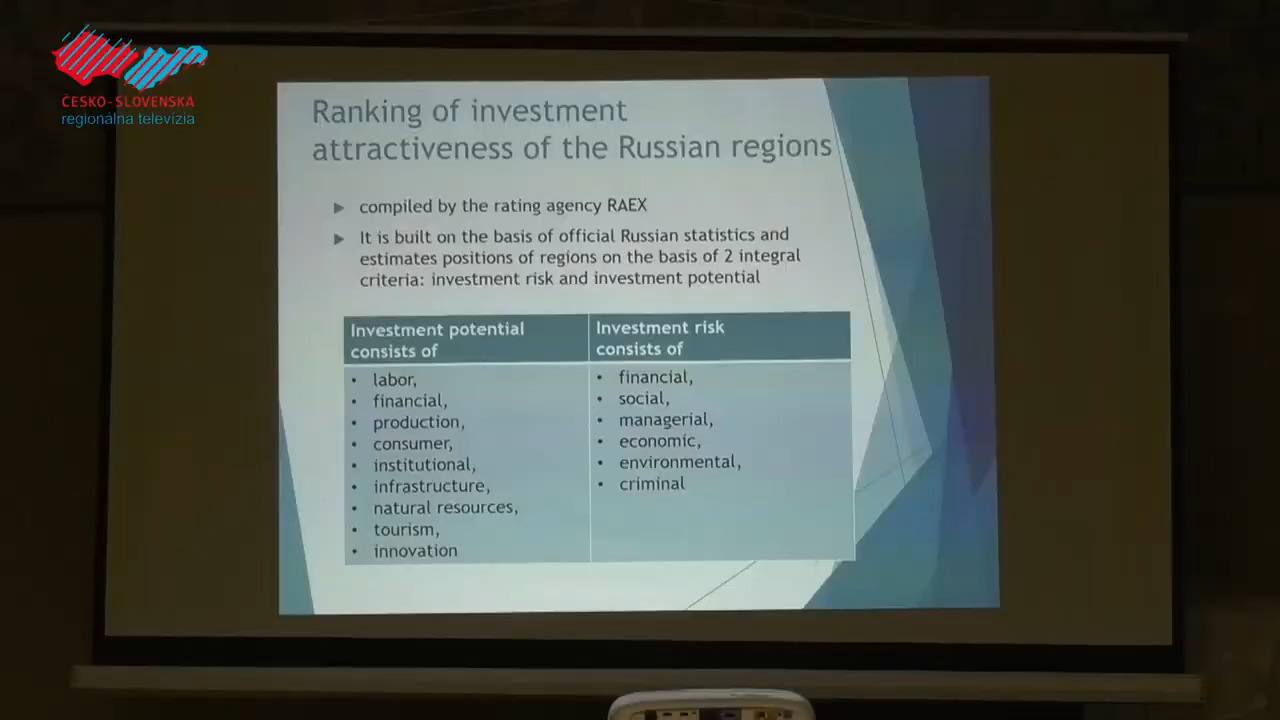 ČESKO-SLOVENSKÁ
regionálna televízia
Ranking of investment
attractiveness of the Russian regions
compiled by the rating agency RAEX
It is built on the basis of official Russian statistics and
estimates positions of regions on the basis of 2 integral
criteria: investment risk and investment potential
Investment potential
consists of
• labor,
• financial,
• production,
• consumer,
• institutional,
• infrastructure,
• natural resources,
• tourism,
• innovation
Investment risk
consists of
• financial,
• social,
• managerial,
• economic,
• environmental,
• criminal